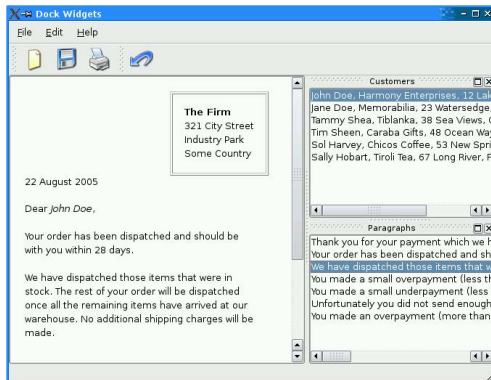 Dock Widgets
File Edit Help
The Firm
321 City Street
Industry Park
Some Country
22 August 2005
Dear John Doe,
Your order has been dispatched and should be
with you within 28 days.
We have dispatched those items that were in
stock. The rest of your order will be dispatched
once all the remaining items have arrived at our
warehouse. No additional shipping charges will be
made.
Customers
John Doe, Harmony Enterprises, 12
Jane Doe, Memorabilia, 23 Watersedge,
Tammy Shea, Tiblanka, 38 Sea Views,
Tim Sheen, Caraba Gifts, 48 Ocean
Sol Harvey, Chicos Coffee, 53 New
Sally Hobart, Tiroli Tea, 67 Long River,
Paragraphs
Thank you for your payment which we
Your order has been dispatched and
We have dispatched those items that
You made a small overpayment (less
You made a small underpayment (less
Unfortunately you did not send enough
You made an overpayment (more than